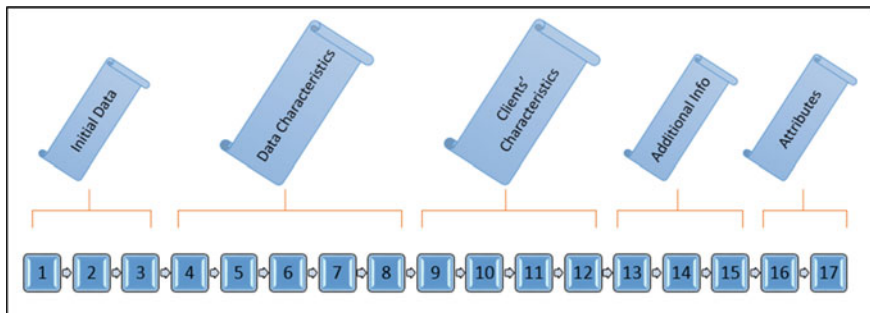 Initial Data
Data Characteristics
Clients'
Characteristics
Additional Info
Attributes
1 2 3 4 5 6 7 8 9 10 11 12 13 14 15 16 17